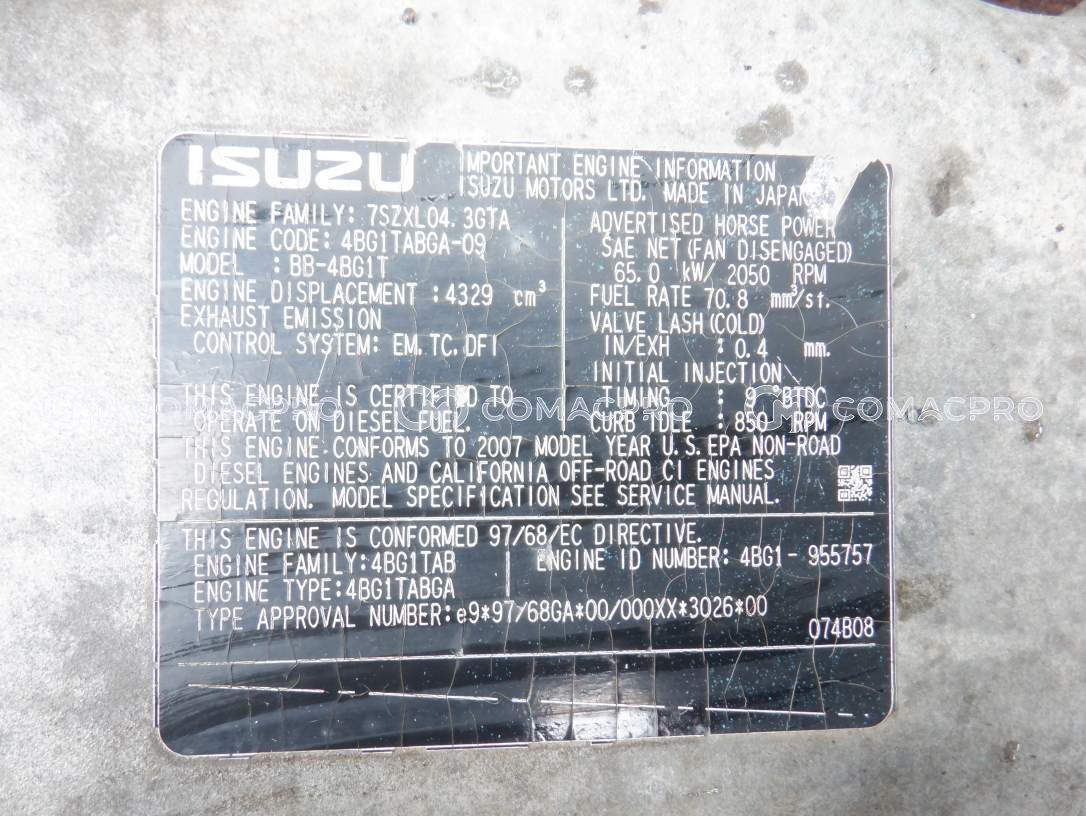 ISUZU
IMPORTANT ENGINE INFORMATION
ISUZU MOTORS LTD. MADE IN JAPAN
ENGINE FAMILY: 7SZXL04.3GTA
ENGINE CODE: 4BG1TABGA-09
MODEL : BB-4BG1T
ENGINE DISPLACEMENT :4329 cm³
EXHAUST EMISSION
CONTROL SYSTEM: EM,TC,DFI
THIS ENGINE IS CERTIFIED TO
OPERATE ON DIESEL FUEL.
ADVERTISED HORSE POWER
SAE NET(FAN DISENGAGED)
65.0 kW/ 2050 RPM
FUEL RATE 70.8 mm³/st.
VALVE LASH(COLD)
IN/EXH : 0.4 mm.
INITIAL INJECTION
TIMING : 9 °BTDC
CURB IDLE : 850 RPM
THIS ENGINE CONFORMS TO 2007 MODEL YEAR U.S.EPA NON-ROAD
DIESEL ENGINES AND CALIFORNIA OFF-ROAD CI ENGINES
REGULATION. MODEL SPECIFICATION SEE SERVICE MANUAL.
THIS ENGINE IS CONFORMED 97/68/EC DIRECTIVE.
ENGINE FAMILY:4BG1TAB
ENGINE TYPE:4BG1TABGA
ENGINE ID NUMBER: 4BG1- 955757
TYPE APPROVAL NUMBER:e9*97/68GA*00/000XX*3026*00
074B08
COMACPRO COMACPRO COMACPRO